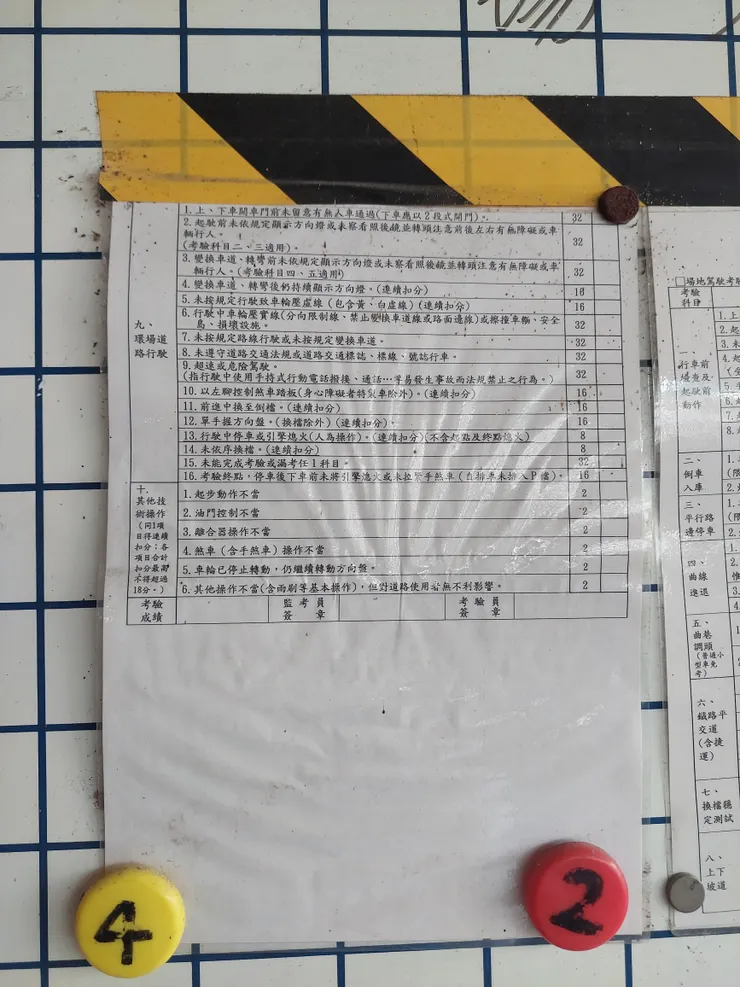 九、
環場道
路行駛
1.上、下車開車門前未留意有無人車通過(下車應以2段式開門)。 32
2.起駛前未依規定顯示方向燈或未察看照後鏡並轉頭注意前後左右有無障礙或車
輛行人。
(考驗科目二、三適用)。 32
3.變換車道、轉彎前未依規定顯示方向燈或未察看照後鏡並轉頭注意有無障礙或車
輛行人。(考驗科目四、五適用) 32
4.變換車道、轉彎後仍持續顯示方向燈。(連續扣分) 16
5.未按規定行駛致車輪壓虛線(包含黃、白虛線)(連續扣分) 16
6.行駛中車輪壓實線(分向限制線、禁止變換車道線或路面邊線)或擦撞車輛、安全
島、損壞設施。 32
7.未按規定路線行駛或未按規定變換車道。 32
8.未遵守道路交通法規或道路交通標誌、標線、號誌行車。 32
9.超速或危險駕駛。
(指行駛中使用手持式行動電話撥接、通話…等易發生事故而法規禁止之行為。) 32
10.以左腳控制煞車踏板(身心障礙者特製車除外)。(連續扣分) 16
11.前進中換至倒檔。(連續扣分) 16
12.單手握方向盤。(換檔除外)(連續扣分)。 16
13.行駛中停車或引擎熄火(人為操作)。(連續扣分)(不含起點及終點熄火) 8
14.未依序換檔。(連續扣分) 8
15.未能完成考驗或漏考任1科目。 32
16.考驗終點,停車後下車前未將引擎熄火或未拉緊手煞車(自排車未排入P檔)。 16
十、
其他技
術操作
(同1項
目得連續
扣分;各
項目合計
扣分最高
不得超過
18分。)
1.起步動作不當 2
2.油門控制不當 2
3.離合器操作不當 2
4.煞車(含手煞車)操作不當 2
5.車輪已停止轉動,仍繼續轉動方向盤。 2
6.其他操作不當(含雨刷等基本操作),但對道路使用者無不利影響。 2
考驗
成績
監考員
簽 章
考驗員
簽 章
4
2
□場地駕駛考驗
考驗
科目
一、
行車前
檢查及
起駛前
動作
1.上
2.起
3.未
4.
5.
6.
7.
8.
二、
倒車
入庫
三、
平行路
邊停車
四、
曲線
進退
五、
曲巷
調頭
(普通小
型車免
考)
六、
鐵路平
交道
(含捷
運)
七、
換檔穩
定測試
八、
上下
坡道